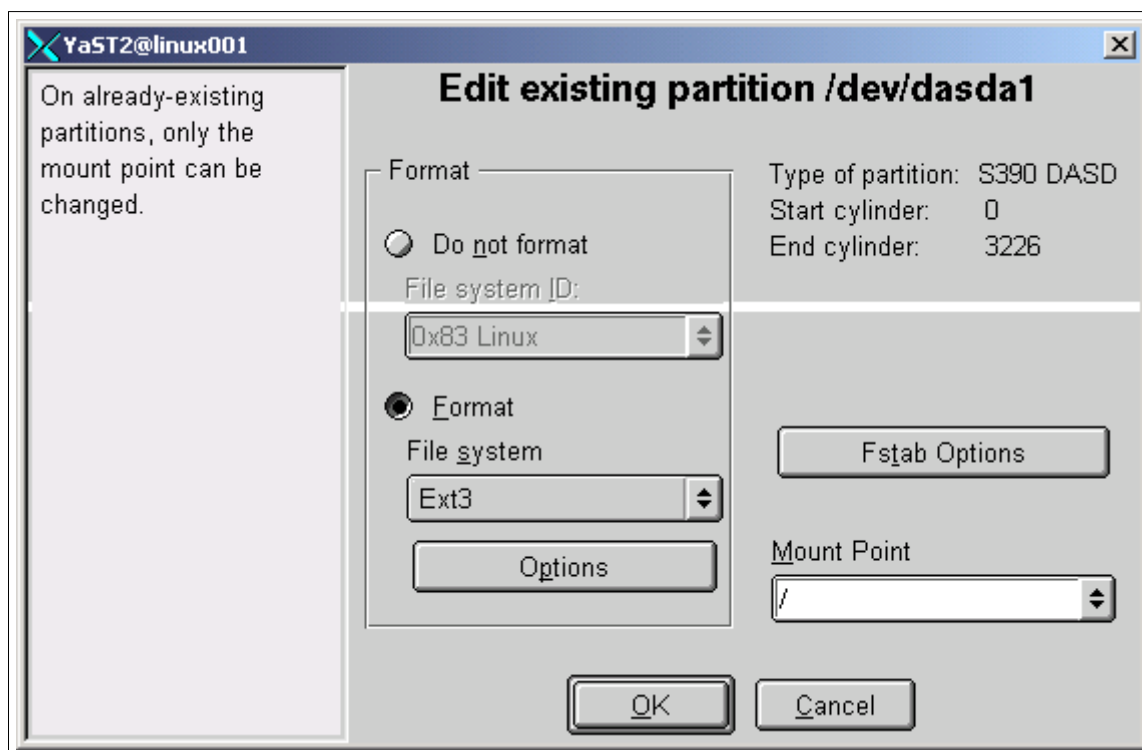 YaST2@linux001
On already-existing
partitions, only the
mount point can be
changed.
Edit existing partition /dev/dasda1
Format
Do not format
File system ID:
0x83 Linux
Format
File system
Ext3
Options
Type of partition: S390 DASD
Start cylinder: 0
End cylinder: 3226
Fstab Options
Mount Point
/
OK
Cancel